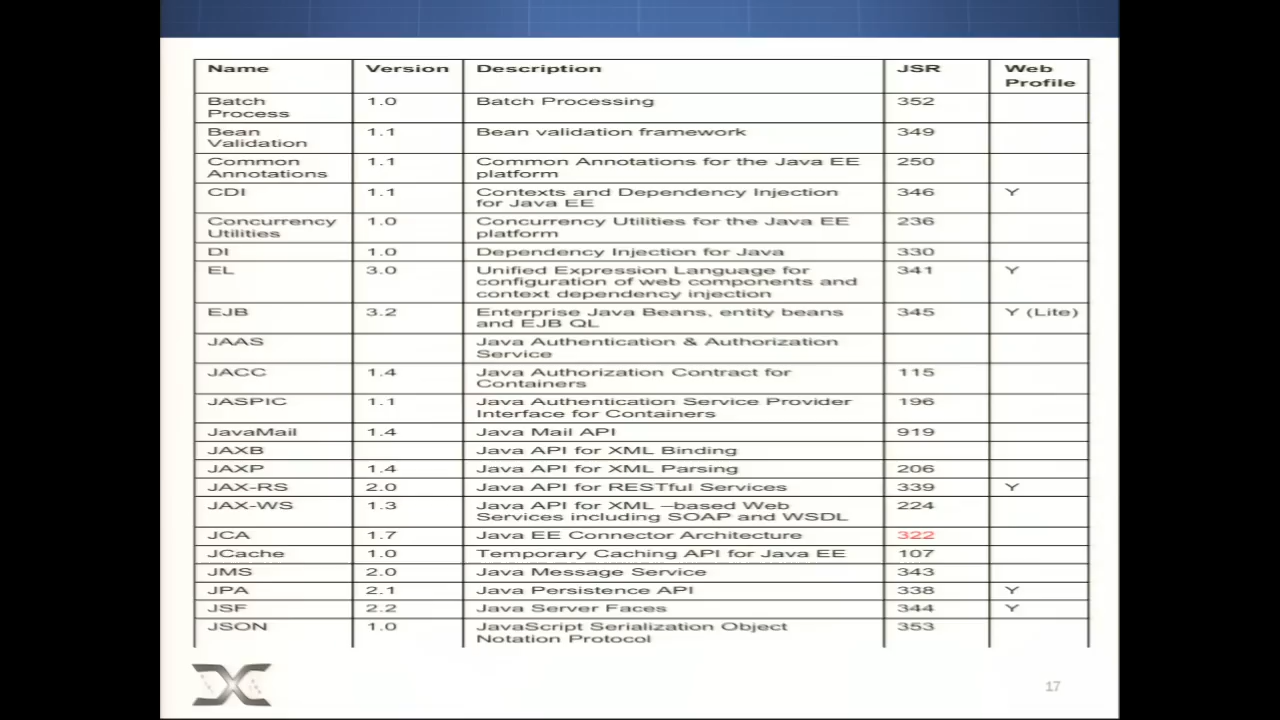 Name Version Description JSR Web
Profile
Batch 1.0 Batch Processing 352
Process
Bean 1.1 Bean validation framework 349
Validation
Common 1.1 Common Annotations for the Java EE 250
Annotations platform
CDI 1.1 Contexts and Dependency Injection 346 Y
for Java EE
Concurrency 1.0 Concurrency Utilities for the Java EE 236
Utilities platform
DI 1.0 Dependency Injection for Java 330
EL 3.0 Unified Expression Language for 341 Y
configuration of web components and
context dependency injection
EJB 3.2 Enterprise Java Beans, entity beans 345 Y (Lite)
and EJB QL
JAAS Java Authentication & Authorization
Service
JACC 1.4 Java Authorization Contract for 115
Containers
JASPIC 1.1 Java Authentication Service Provider 196
Interface for Containers
JavaMail 1.4 Java Mail API 919
JAXB Java API for XML Binding
JAXP 1.4 Java API for XML Parsing 206
JAX-RS 2.0 Java API for RESTful Services 339 Y
JAX-WS 1.3 Java API for XML –based Web 224
Services including SOAP and WSDL
JCA 1.7 Java EE Connector Architecture 322
JCache 1.0 Temporary Caching API for Java EE 107
JMS 2.0 Java Message Service 343
JPA 2.1 Java Persistence API 338 Y
JSF 2.2 Java Server Faces 344 Y
JSON 1.0 JavaScript Serialization Object 353
Notation Protocol
17